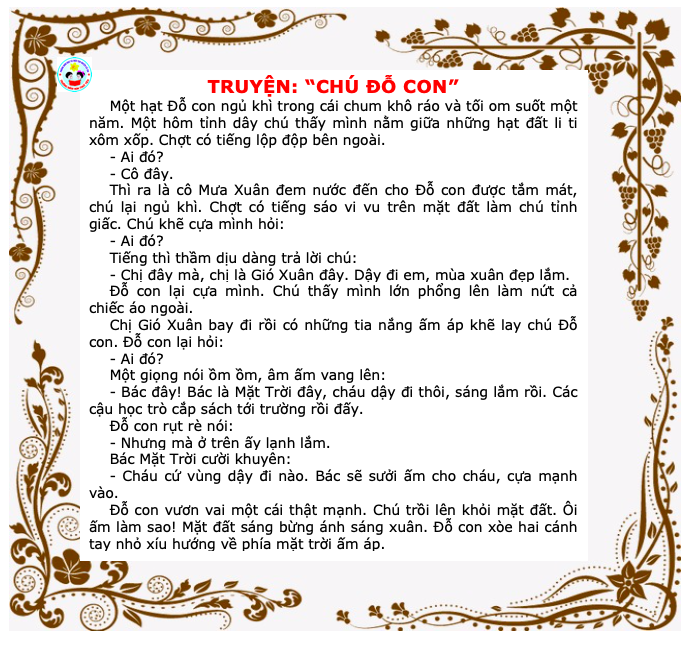 TRUYỆN: “CHÚ ĐỖ CON”
Một hạt Đỗ con ngủ khì trong cái chum khô ráo và tối om suốt một
năm. Một hôm tỉnh dây chú thấy mình nằm giữa những hạt đất li ti
xôm xốp. Chợt có tiếng lộp độp bên ngoài.
- Ai đó?
- Cô đây.
Thì ra là cô Mưa Xuân đem nước đến cho Đỗ con được tắm mát,
chú lại ngủ khì. Chợt có tiếng sáo vi vu trên mặt đất làm chú tỉnh
giấc. Chú khẽ cựa mình hỏi:
- Ai đó?
Tiếng thì thầm dịu dàng trả lời chú:
- Chị đây mà, chị là Gió Xuân đây. Dậy đi em, mùa xuân đẹp lắm.
Đỗ con lại cựa mình. Chú thấy mình lớn phổng lên làm nứt cả
chiếc áo ngoài.
Chị Gió Xuân bay đi rồi có những tia nắng ấm áp khẽ lay chú Đỗ
con. Đỗ con lại hỏi:
- Ai đó?
Một giọng nói ồm ồm, âm ấm vang lên:
- Bác đây! Bác là Mặt Trời đây, cháu dậy đi thôi, sáng lắm rồi. Các
cậu học trò cắp sách tới trường rồi đấy.
Đỗ con rụt rè nói:
- Nhưng mà ở trên ấy lạnh lắm.
Bác Mặt Trời cười khuyên:
- Cháu cứ vùng dậy đi nào. Bác sẽ sưởi ấm cho cháu, cựa mạnh
vào.
Đỗ con vươn vai một cái thật mạnh. Chú trồi lên khỏi mặt đất. Ôi
ấm làm sao! Mặt đất sáng bừng ánh sáng xuân. Đỗ con xòe hai cánh
tay nhỏ xíu hướng về phía mặt trời ấm áp.